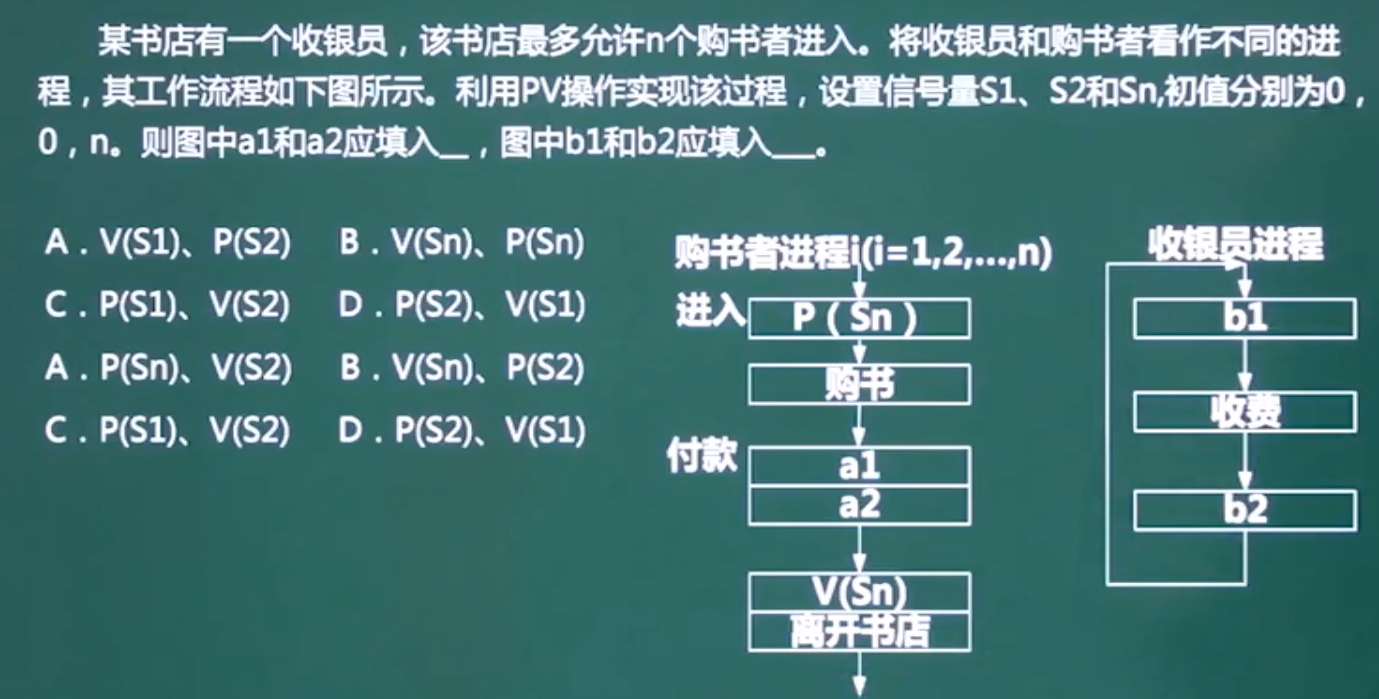 某书店有一个收银员，该书店最多允许n个购书者进入。将收银员和购书者看作不同的进
程，其工作流程如下图所示。利用PV操作实现该过程，设置信号量S1、S2和Sn,初值分别为0，
0，n。则图中a1和a2应填入__，图中b1和b2应填入___。
A．V(S1)、P(S2) B．V(Sn)、P(Sn)
C．P(S1)、V(S2) D．P(S2)、V(S1)
A．P(Sn)、V(S2) B．V(Sn)、P(S2)
C．P(S1)、V(S2) D．P(S2)、V(S1)
购书者进程i(i=1,2,…,n)
进入
P（Sn）
购书
付款
a1
a2
V(Sn)
离开书店
收银员进程
b1
收费
b2